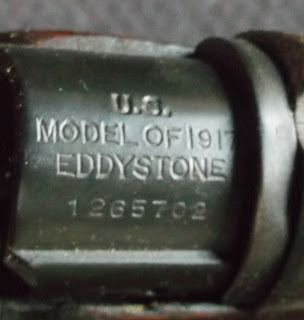 U.S.
MODEL OF 1917
EDDYSTONE
1265702